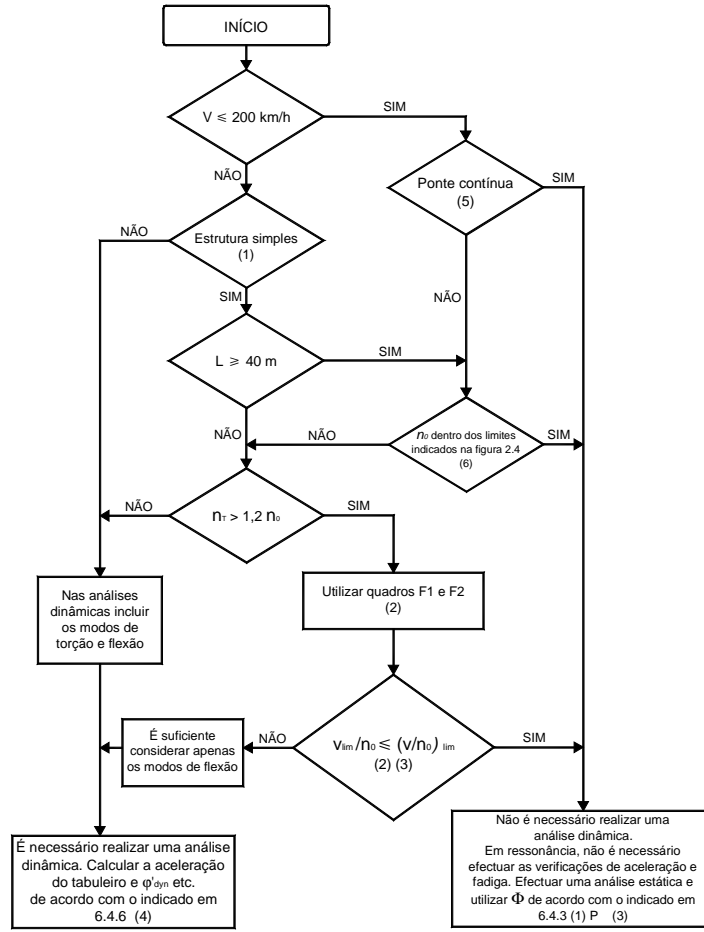 INÍCIO
V ≤ 200 km/h
SIM
NÃO
Ponte contínua
(5)
SIM
NÃO
Estrutura simples
(1)
NÃO
SIM
L ≥ 40 m
SIM
NÃO
NÃO
n₀ dentro dos limites
indicados na figura 2.4
(6)
SIM
NÃO
nT > 1,2 n₀
SIM
Nas análises
dinâmicas incluir
os modos de
torção e flexão
Utilizar quadros F1 e F2
(2)
É suficiente
considerar apenas
os modos de flexão
NÃO
vlim/n₀ ≤ (v/n₀) lim
(2) (3)
SIM
É necessário realizar uma análise
dinâmica. Calcular a aceleração
do tabuleiro e φ'dyn etc.
de acordo com o indicado em
6.4.6 (4)
Não é necessário realizar uma
análise dinâmica.
Em ressonância, não é necessário
efectuar as verificações de aceleração e
fadiga. Efectuar uma análise estática e
utilizar Φ de acordo com o indicado em
6.4.3 (1) P (3)